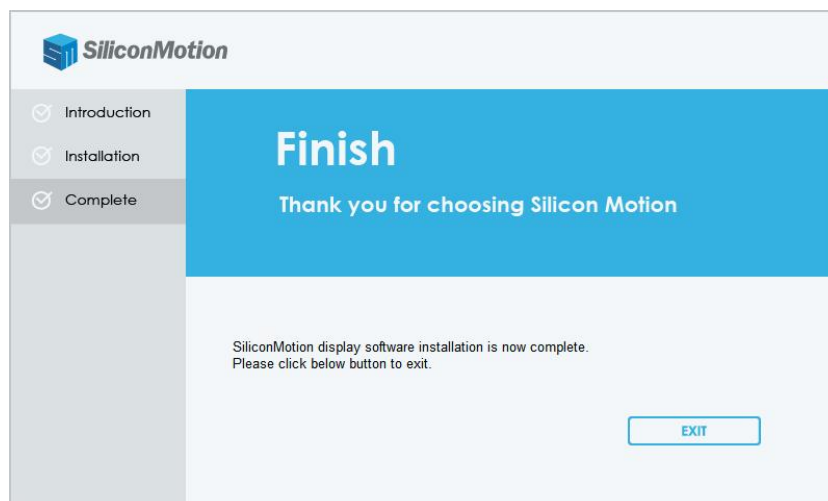 SM SiliconMotion
Introduction
Installation
Complete
Finish
Thank you for choosing Silicon Motion
SiliconMotion display software installation is now complete.
Please click below button to exit.
EXIT